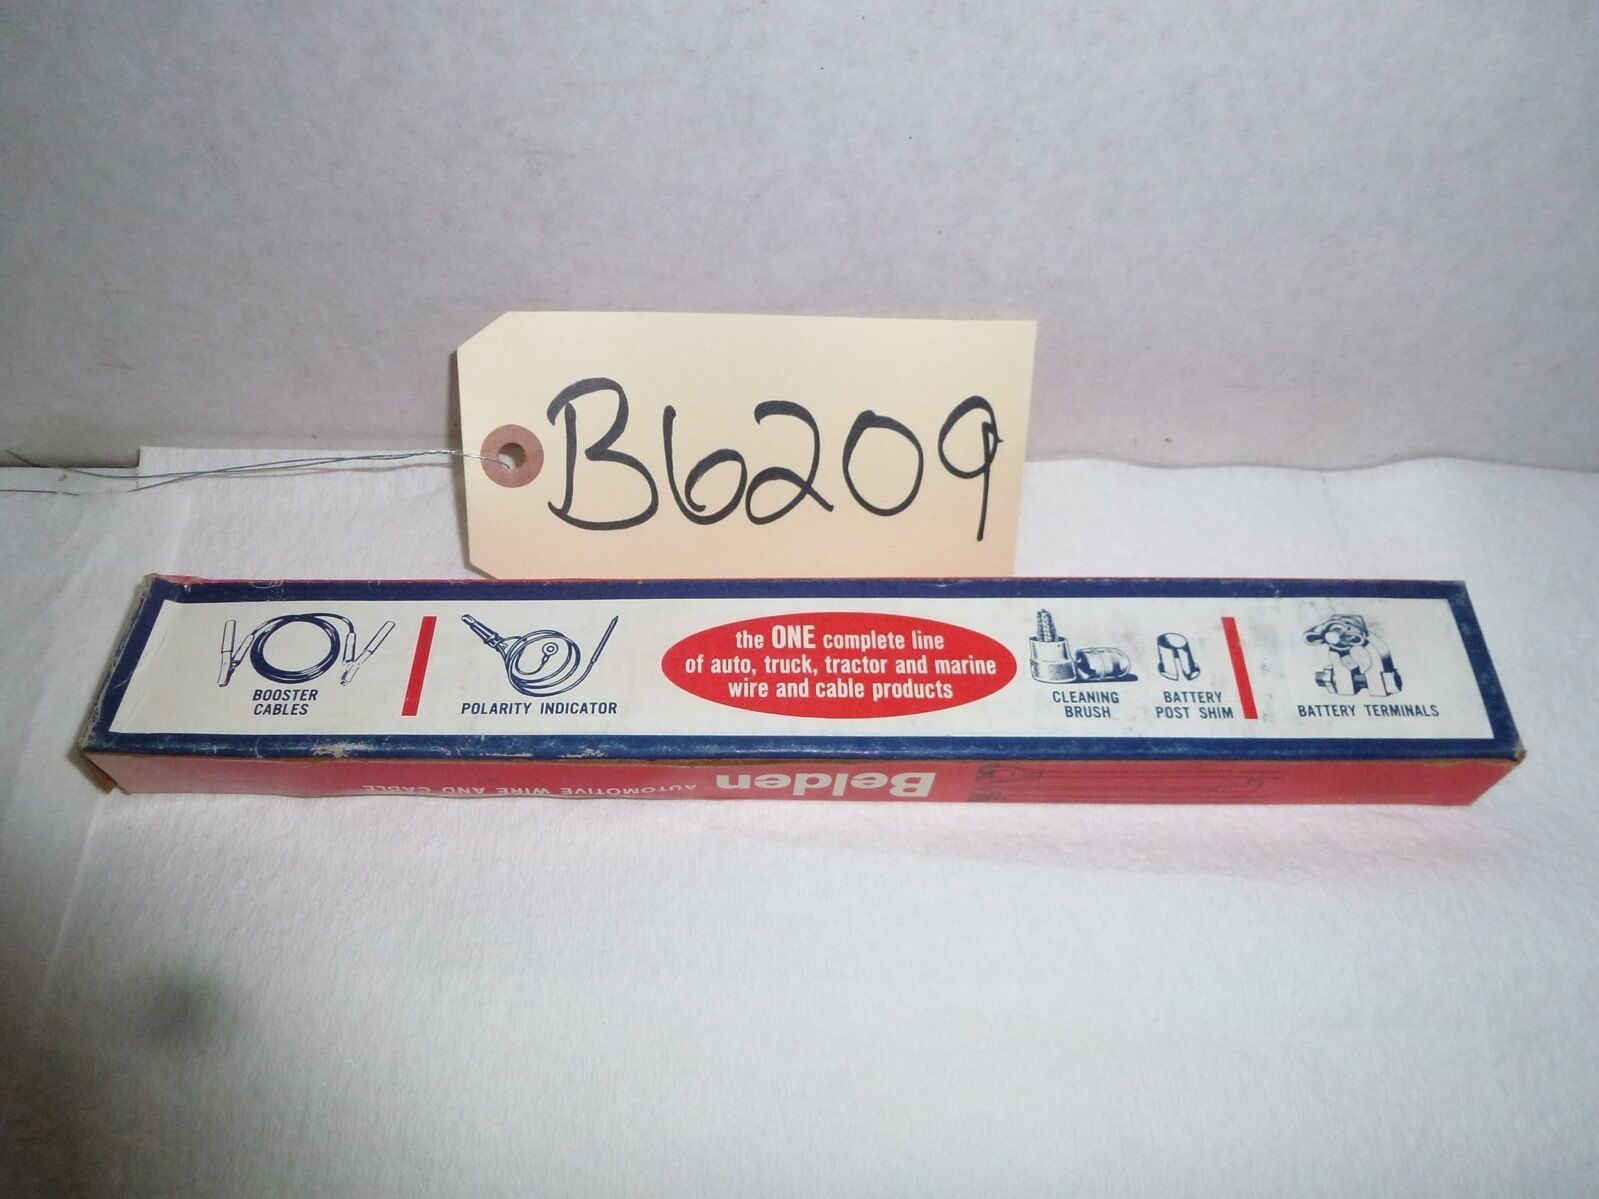 B6209
BOOSTER
CABLES
POLARITY INDICATOR
the ONE complete line
of auto, truck, tractor and marine
wire and cable products
CLEANING
BRUSH
BATTERY
POST SHIM
BATTERY TERMINALS
Belden
AUTOMOTIVE WIRE AND CABLE